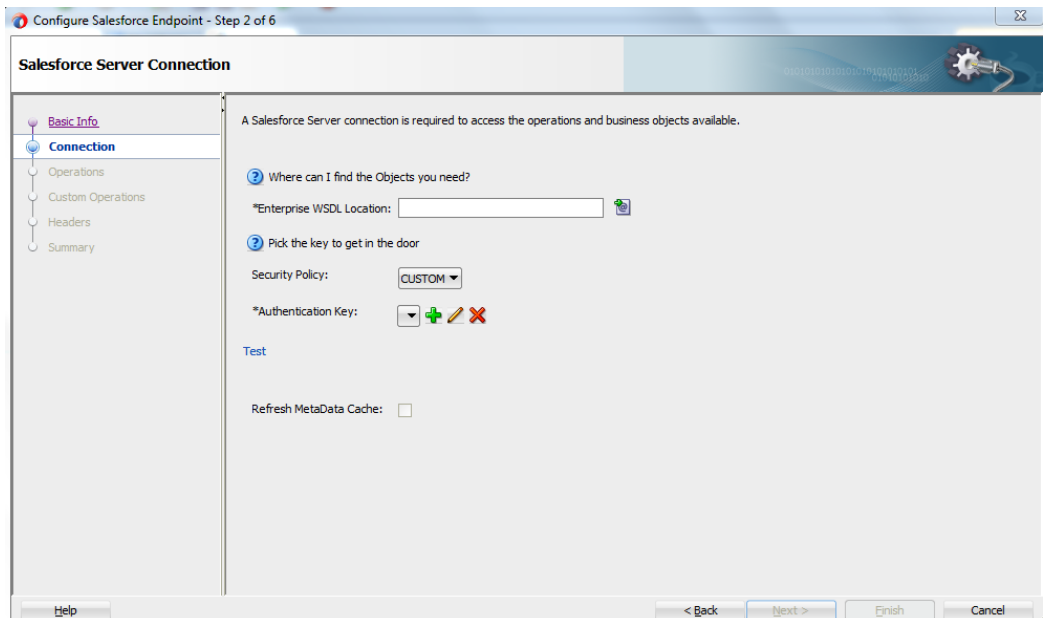 Configure Salesforce Endpoint - Step 2 of 6
Salesforce Server Connection
Basic Info
Connection
Operations
Custom Operations
Headers
Summary
A Salesforce Server connection is required to access the operations and business objects available.
Where can I find the Objects you need?
*Enterprise WSDL Location:
Pick the key to get in the door
Security Policy:
CUSTOM
*Authentication Key:
Test
Refresh MetaData Cache:
Help
< Back
Next >
Finish
Cancel